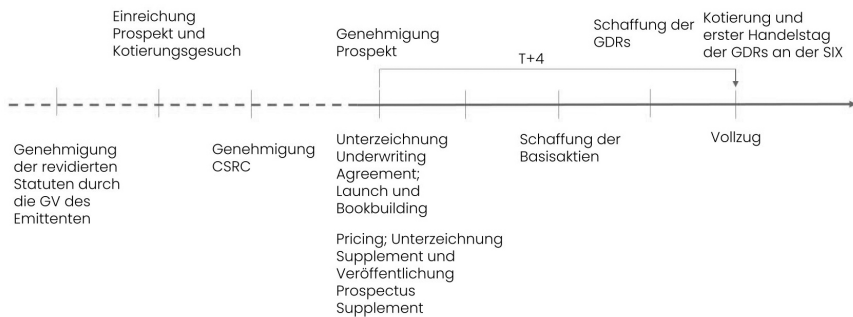 Einreichung
Prospekt und
Kotierungsgesuch
Genehmigung
Prospekt
T+4
Schaffung der
GDRs
Kotierung und
erster Handelstag
der GDRs an der SIX
Genehmigung
der revidierten
Statuten durch
die GV des
Emittenten
Genehmigung
CSRC
Unterzeichnung
Underwriting
Agreement;
Launch und
Bookbuilding
Pricing; Unterzeichnung
Supplement und
Veröffentlichung
Prospectus
Supplement
Schaffung der
Basisaktien
Vollzug